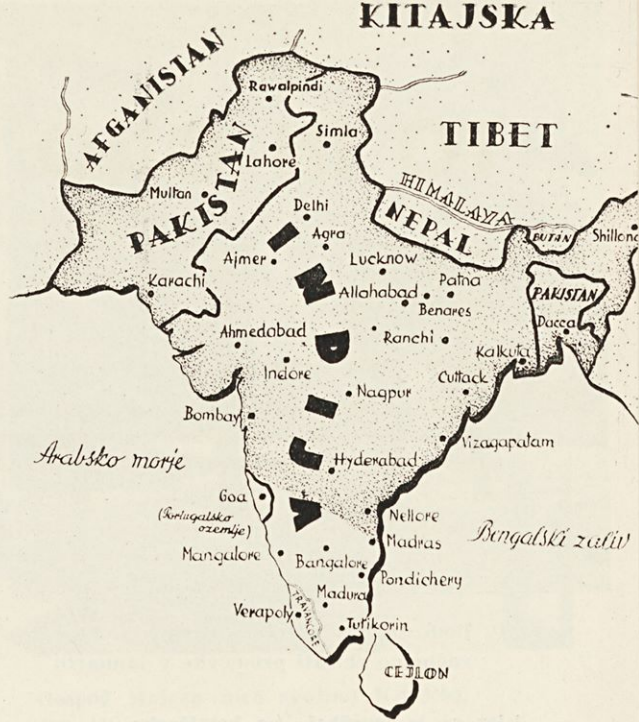 KITAJSKA
AFGANISTAN
Rawalpindi
TIBET
Simla
Lahore
HIMALAYA
Multan
PAKISTAN
NEPAL
Delhi
BUTAN
Shillong
Agra
Ajmer
Lucknow
Karachi
Patna
Allahabad
PAKISTAN
Benares
Dacca
Ahmedabad
Ranchi
Kalkuta
Indore
Cuttack
Nagpur
INDIJA
Bombay
Vizagapatam
Arabsko morje
Hyderabad
Goa
(Portugalsko
ozemlje)
Nellore
Bengalski zaliv
Madras
Mangalore
Bangalore
Pondichery
Madura
TRAVANCORE
Verapoly
Tutikorin
CEJLON